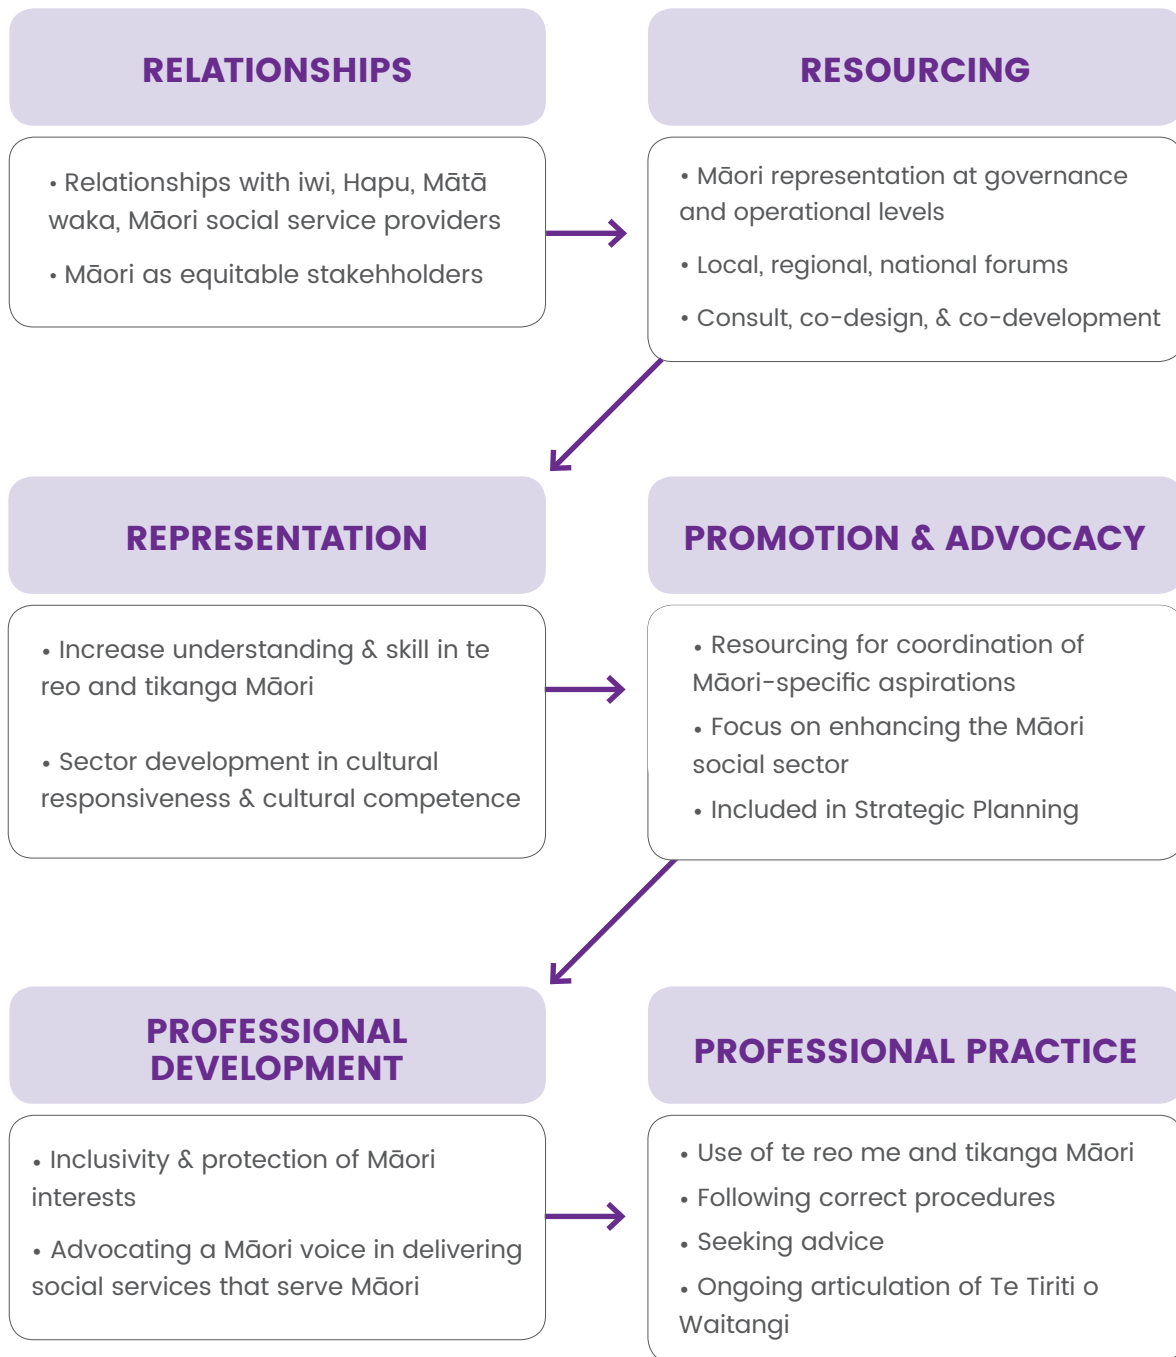 RELATIONSHIPS
• Relationships with iwi, Hapu, Mātā
waka, Māori social service providers
• Māori as equitable stakehholders
RESOURCING
• Māori representation at governance
and operational levels
• Local, regional, national forums
• Consult, co-design, & co-development
REPRESENTATION
• Increase understanding & skill in te
reo and tikanga Māori
• Sector development in cultural
responsiveness & cultural competence
PROMOTION & ADVOCACY
• Resourcing for coordination of
Māori-specific aspirations
• Focus on enhancing the Māori
social sector
• Included in Strategic Planning
PROFESSIONAL
DEVELOPMENT
• Inclusivity & protection of Māori
interests
• Advocating a Māori voice in delivering
social services that serve Māori
PROFESSIONAL PRACTICE
• Use of te reo me and tikanga Māori
• Following correct procedures
• Seeking advice
• Ongoing articulation of Te Tiriti o
Waitangi